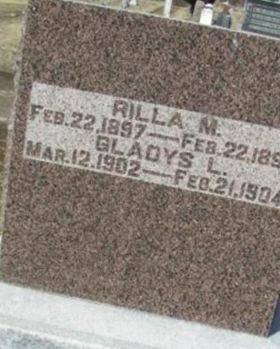 RILLA M.
FEB.22,1897—FEB.22,189
GLADYS L.
MAR.12,1902—FEB.21,1904